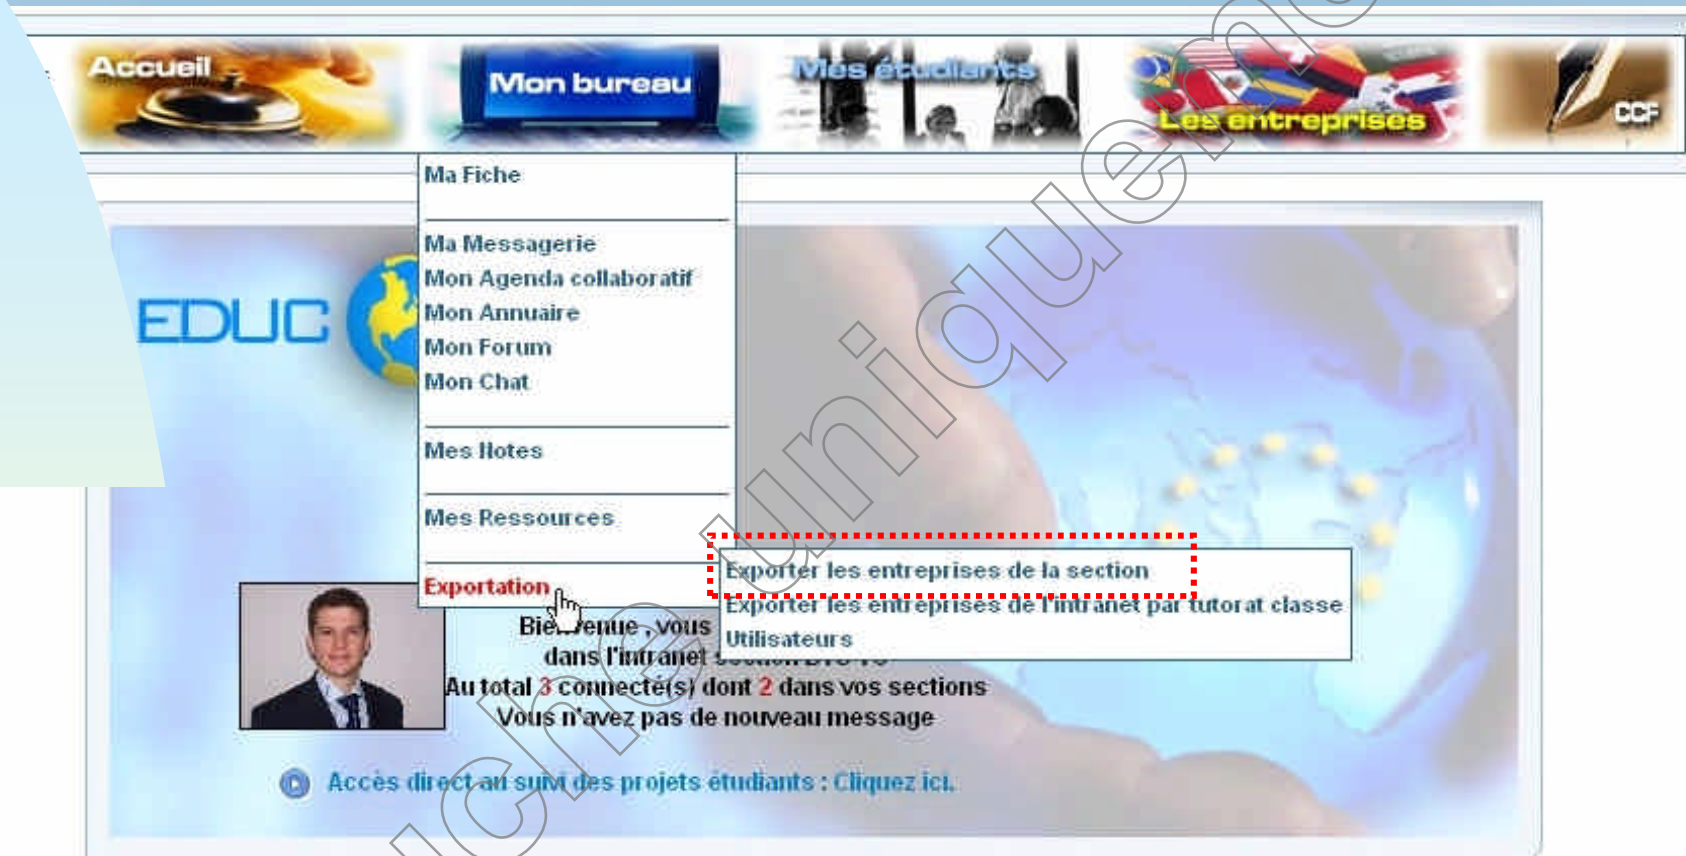 Accueil
Mon bureau
Mes étudiants
Les entreprises
CCF
Ma Fiche
Ma Messagerie
Mon Agenda collaboratif
Mon Annuaire
Mon Forum
Mon Chat
Mes Notes
Mes Ressources
Exportation
Exporter les entreprises de la section
Exporter les entreprises de l'intranet par tutorat classe
Utilisateurs
EDUC
Bienvenue , vous
dans l'intranet
Au total 3 connecté(s) dont 2 dans vos sections
Vous n'avez pas de nouveau message
Accès direct au suivi des projets étudiants : Cliquez ici.
che uniqueme